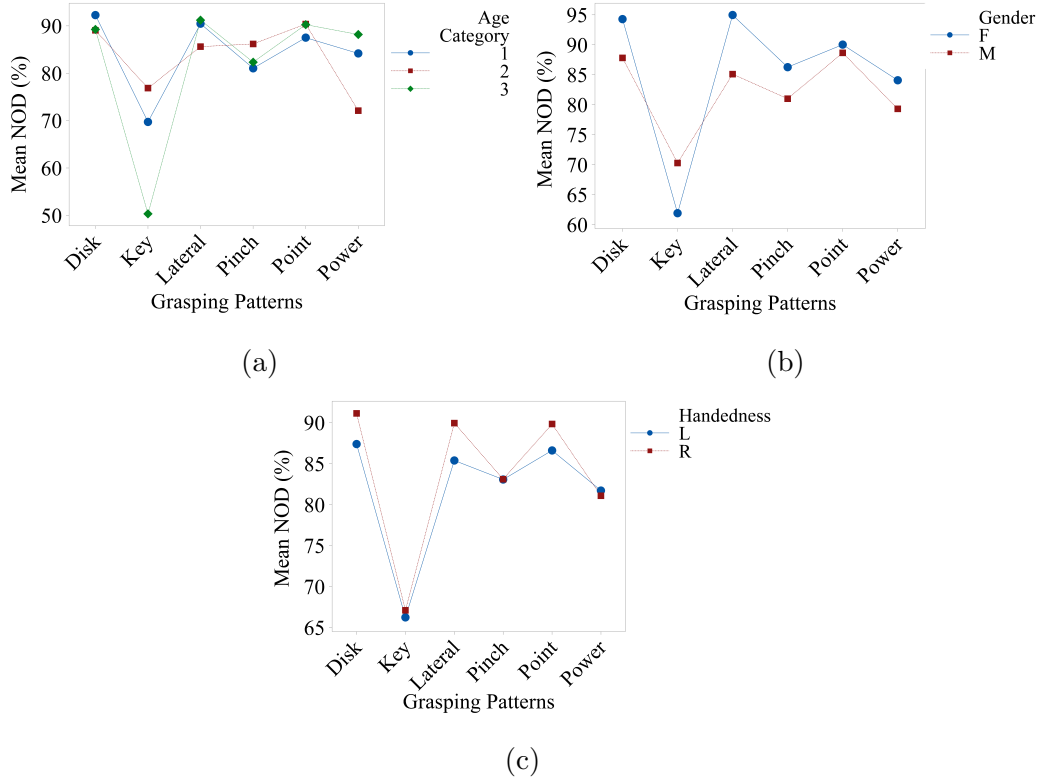 Mean NOD (%)
90
80
70
60
50
Disk
Key
Lateral
Pinch
Point
Power
Grasping Patterns
Age
Category
1
2
3
(a)
Mean NOD (%)
95
90
85
80
75
70
65
60
Disk
Key
Lateral
Pinch
Point
Power
Grasping Patterns
Gender
F
M
(b)
Mean NOD (%)
90
85
80
75
70
65
Disk
Key
Lateral
Pinch
Point
Power
Grasping Patterns
Handedness
L
R
(c)